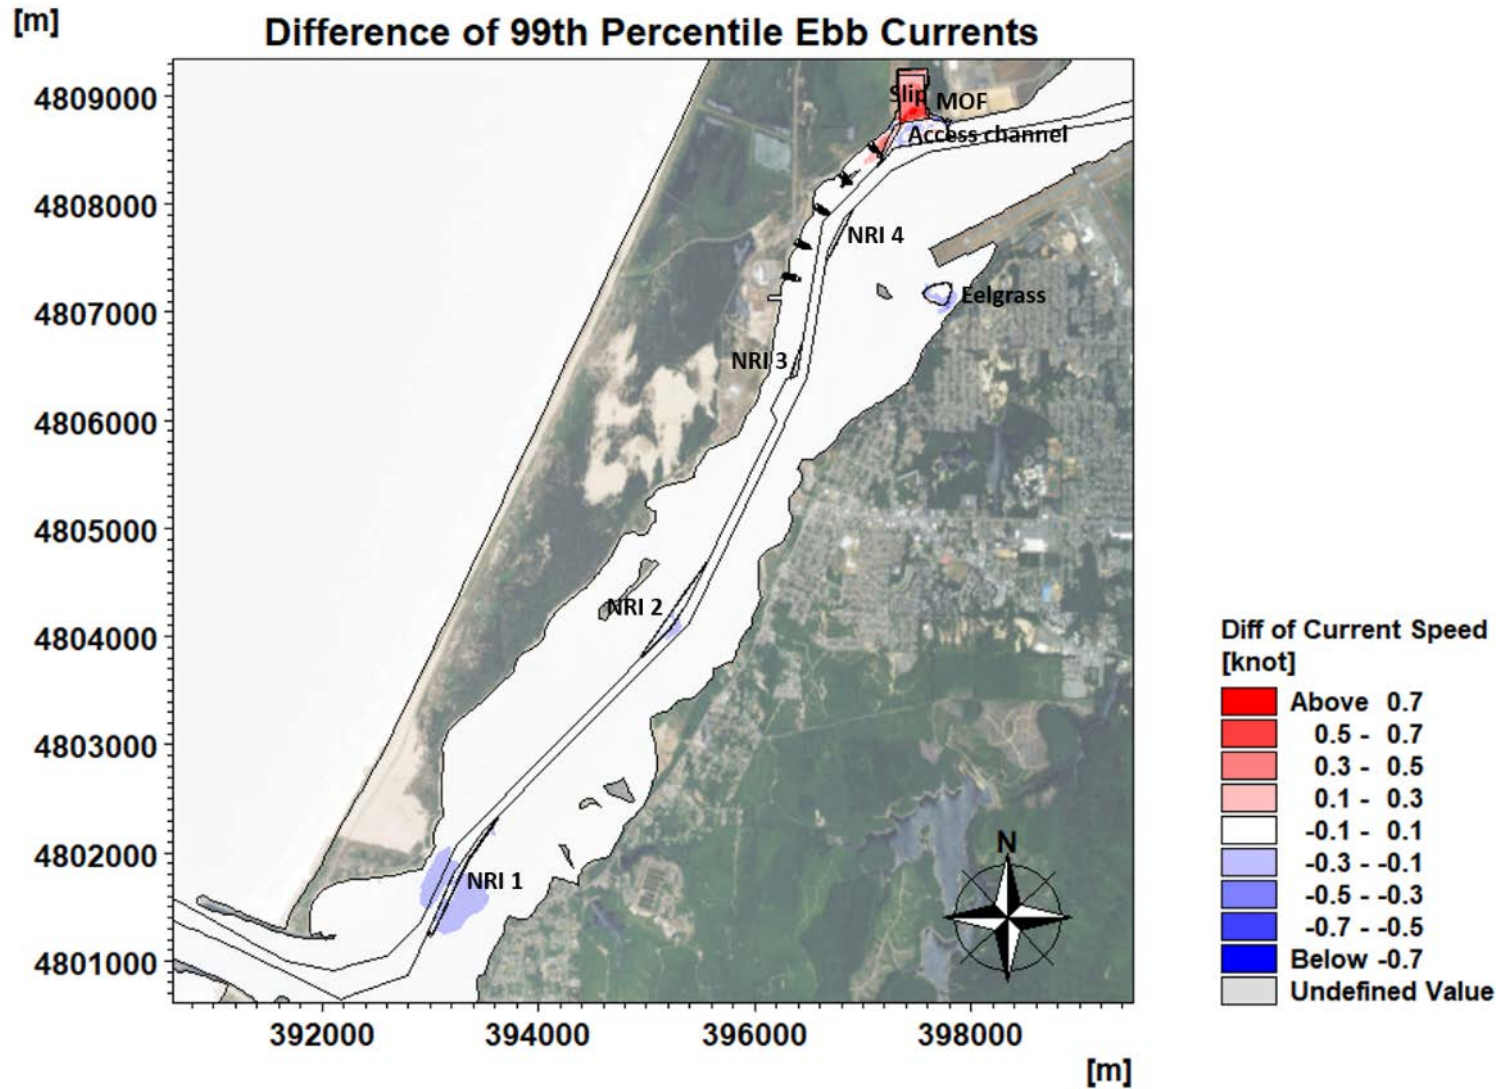 [m]
Difference of 99th Percentile Ebb Currents
4809000
4808000
4807000
4806000
4805000
4804000
4803000
4802000
4801000
Slip
MOF
Access channel
NRI 4
Eelgrass
NRI 3
NRI 2
NRI 1
N
392000
394000
396000
398000
[m]
Diff of Current Speed
[knot]
Above 0.7
0.5 - 0.7
0.3 - 0.5
0.1 - 0.3
-0.1 - 0.1
-0.3 - -0.1
-0.5 - -0.3
-0.7 - -0.5
Below -0.7
Undefined Value